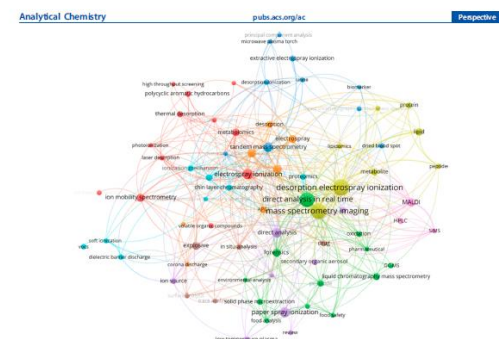 Analytical Chemistry
pubs.acs.org/ac
Perspective
principal component analysis
microwave plasma torch
extractive electrospray ionization
high throughput screening
polycyclic aromatic hydrocarbons
biomarker
protein
thermal desorption
desorption
metabolomics
electrospray
tandem mass spectrometry
lipid
photoionization
laser desorption
lipidomics
dried blood spot
peptide
electrospray ionization
proteomics
metabolite
thin layer chromatography
desorption electrospray ionization
ion mobility spectrometry
direct analysis in real time
MALDI
mass spectrometry imaging
HPLC
SIMS
volatile organic compounds
direct analysis
soft ionization
explosive
in situ analysis
oxidation
dielectric barrier discharge
forensics
pharmaceutical
corona discharge
secondary organic aerosol
ion source
environmental analysis
liquid chromatography mass spectrometry
solid phase microextraction
paper spray ionization
food safety
food analysis
review
low temperature plasma